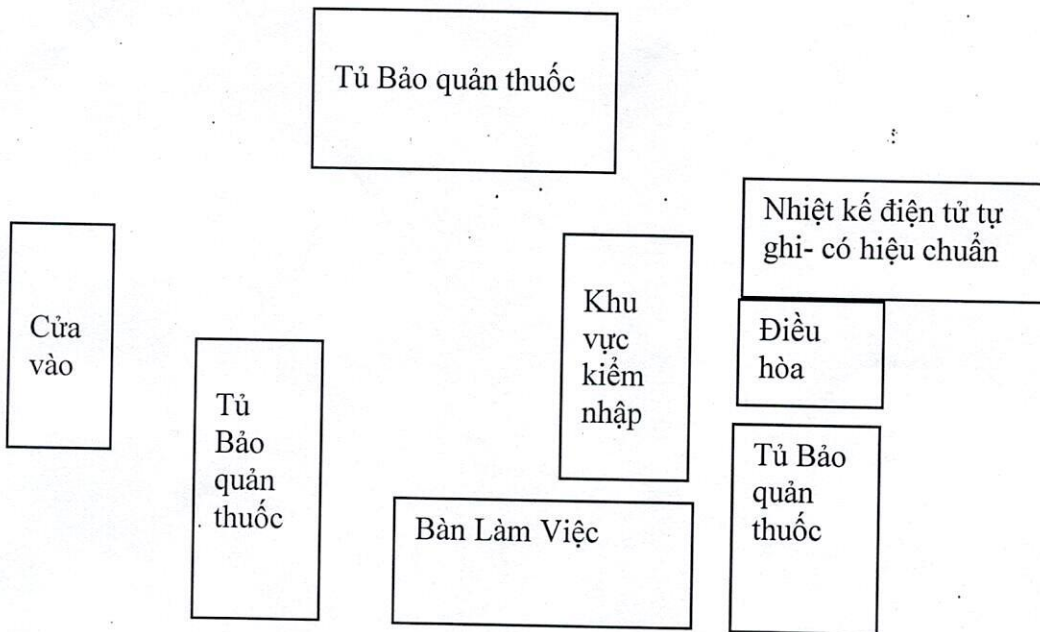 Tủ Bảo quản thuốc
Nhiệt kế điện tử tự
ghi- có hiệu chuẩn
Cửa
vào
Khu
vực
kiểm
nhập
Điều
hòa
Tủ
Bảo
quản
thuốc
Bàn Làm Việc
Tủ Bảo
quản
thuốc